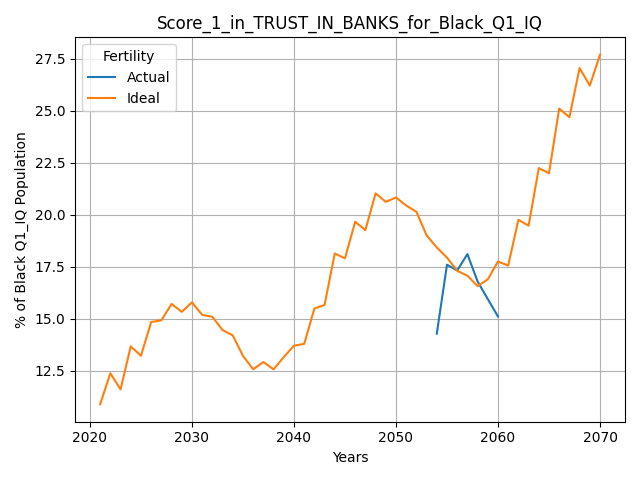 Score_1_in_TRUST_IN_BANKS_for_Black_Q1_IQ
Fertility
Actual
Ideal
% of Black Q1_IQ Population
27.5
25.0
22.5
20.0
17.5
15.0
12.5
2020
2030
2040
2050
2060
2070
Years